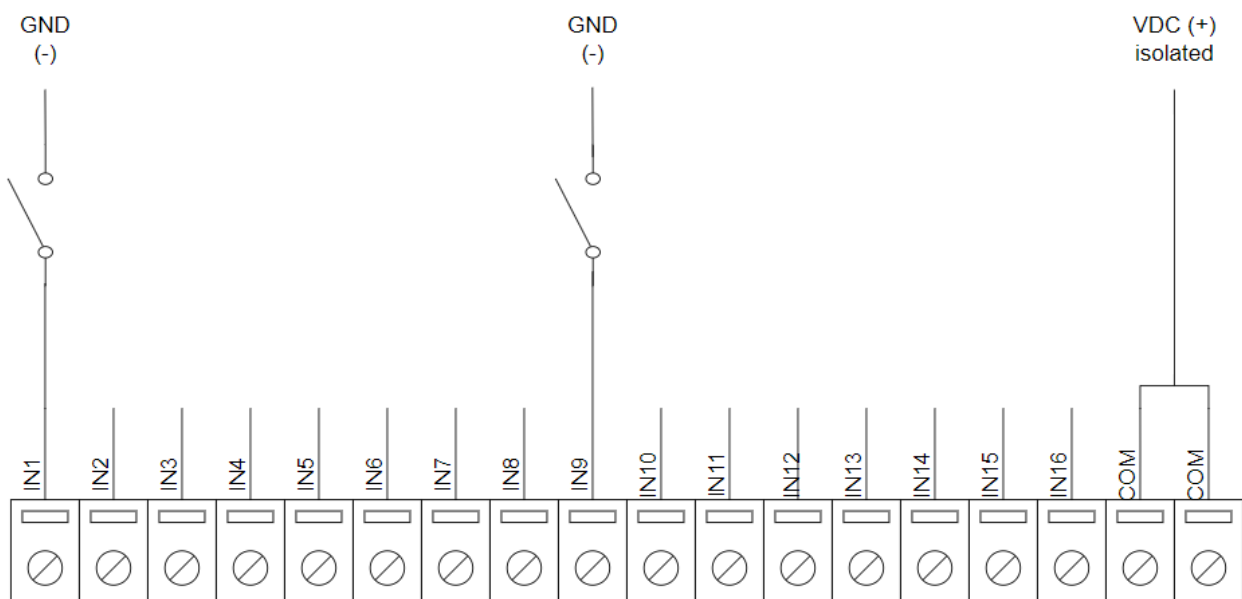 GND
(-)
GND
(-)
VDC (+)
isolated
IN1
IN2
IN3
IN4
IN5
IN6
IN7
IN8
IN9
IN10
IN11
IN12
IN13
IN14
IN15
IN16
COM
COM